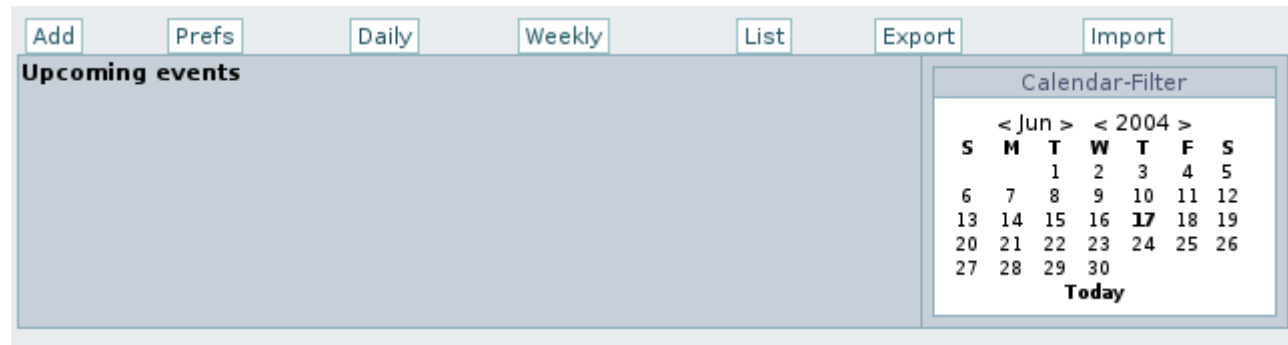 Add Prefs Daily Weekly List Export Import
Upcoming events
Calendar-Filter
< Jun > < 2004 >
S M T W T F S
1 2 3 4 5
6 7 8 9 10 11 12
13 14 15 16 17 18 19
20 21 22 23 24 25 26
27 28 29 30
Today